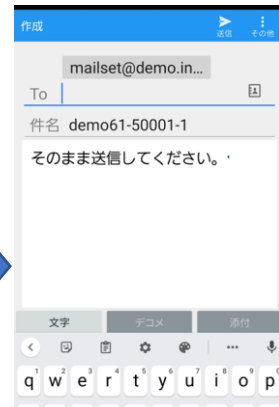 作成
送信
その他
mailset@demo.in...
To
件名 demo61-50001-1
そのまま送信してください。
文字 デコメ 添付
q w e r t y u i o p